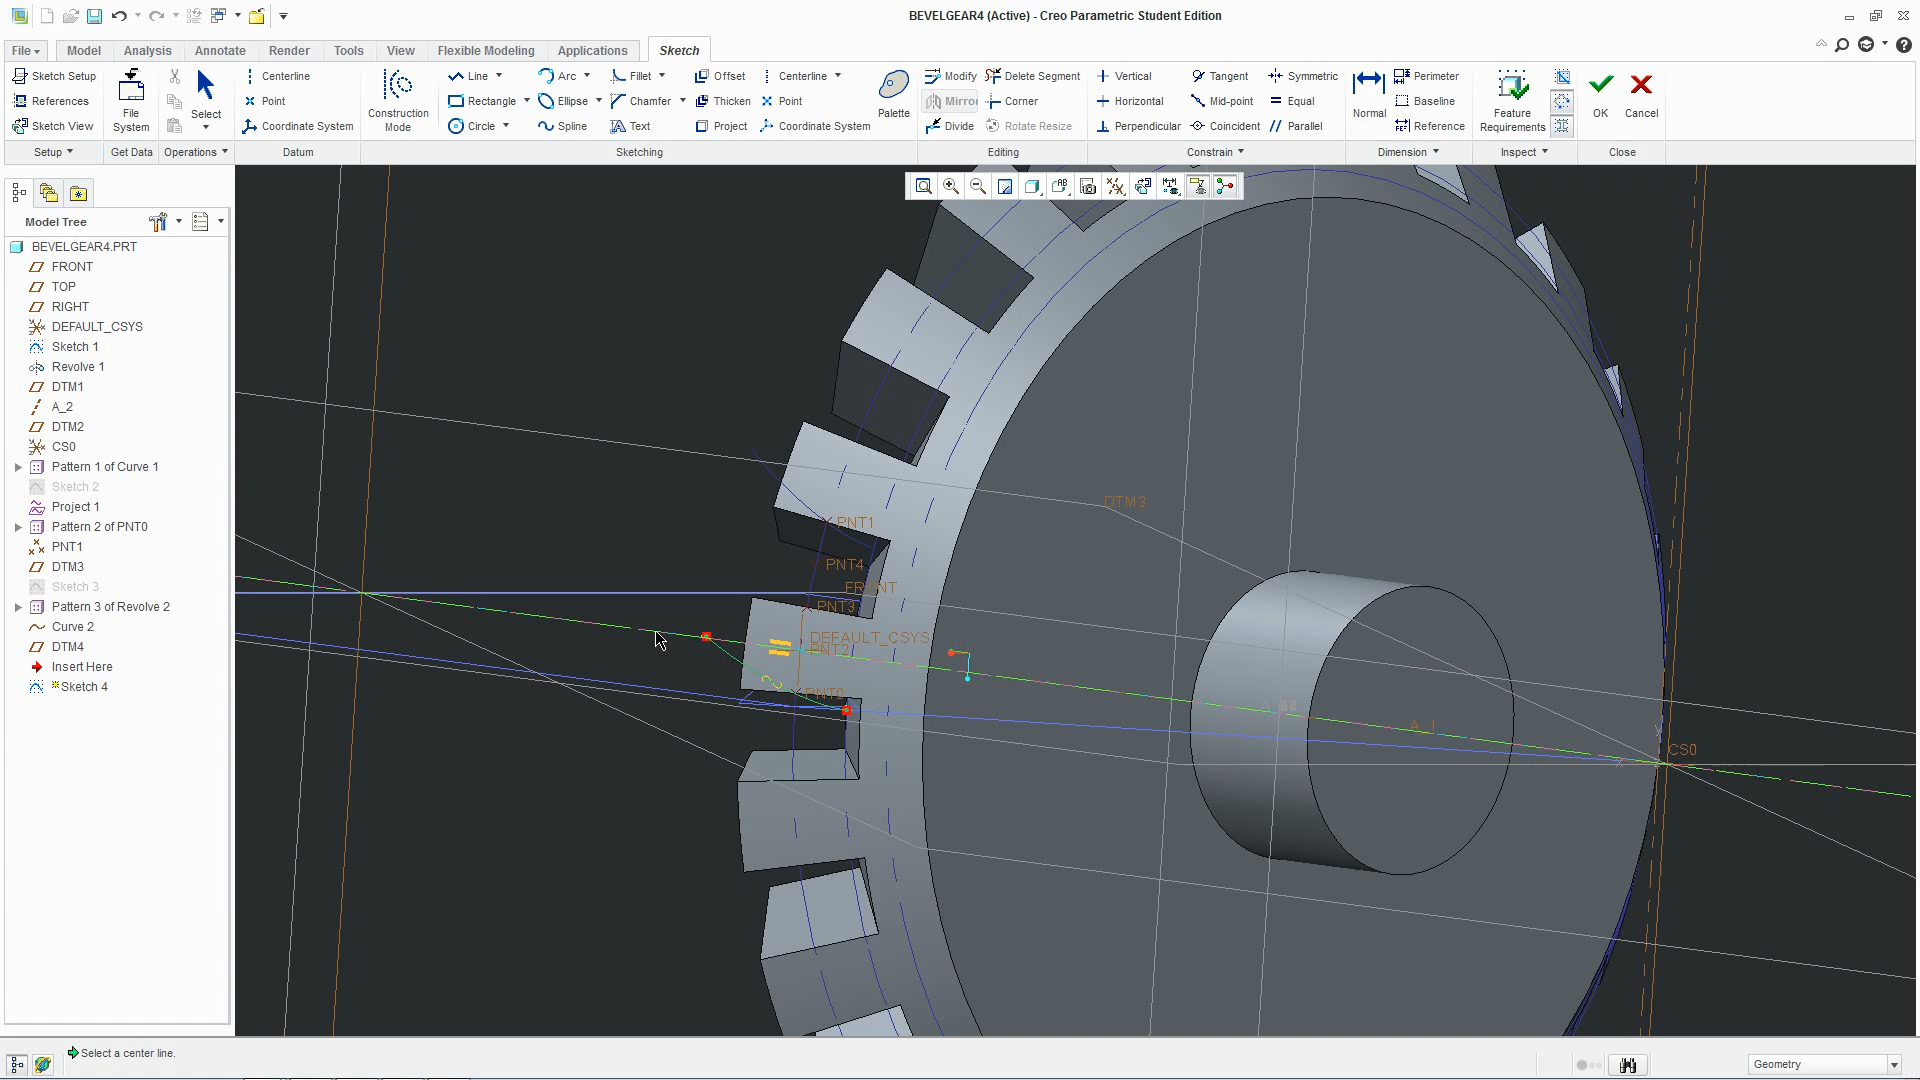 BEVELGEAR4 (Active) - Creo Parametric Student Edition
File Model Analysis Annotate Render Tools View Flexible Modeling Applications Sketch
Sketch Setup
References
Sketch View
Setup
File System
Get Data
Select
Operations
Centerline
Point
Coordinate System
Datum
Construction Mode
Line Arc Fillet Offset Centerline
Rectangle Ellipse Chamfer Thicken Point
Circle Spline Text Project Coordinate System
Palette
Sketching
Modify Delete Segment
Mirror Corner
Divide Rotate Resize
Editing
Vertical Tangent Symmetric
Horizontal Mid-point Equal
Perpendicular Coincident Parallel
Constrain
Normal
Perimeter
Baseline
Reference
Dimension
Feature Requirements
Inspect
OK
Cancel
Close
Model Tree
BEVELGEAR4.PRT
FRONT
TOP
RIGHT
DEFAULT_CSYS
Sketch 1
Revolve 1
DTM1
A_2
DTM2
CS0
Pattern 1 of Curve 1
Sketch 2
Project 1
Pattern 2 of PNT0
PNT1
DTM3
Sketch 3
Pattern 3 of Revolve 2
Curve 2
DTM4
Insert Here
Sketch 4
DTM3
PNT1
PNT4
FRONT
PNT3
DEFAULT_CSYS
PNT2
PNT0
A_1
CS0
Select a center line.
Geometry